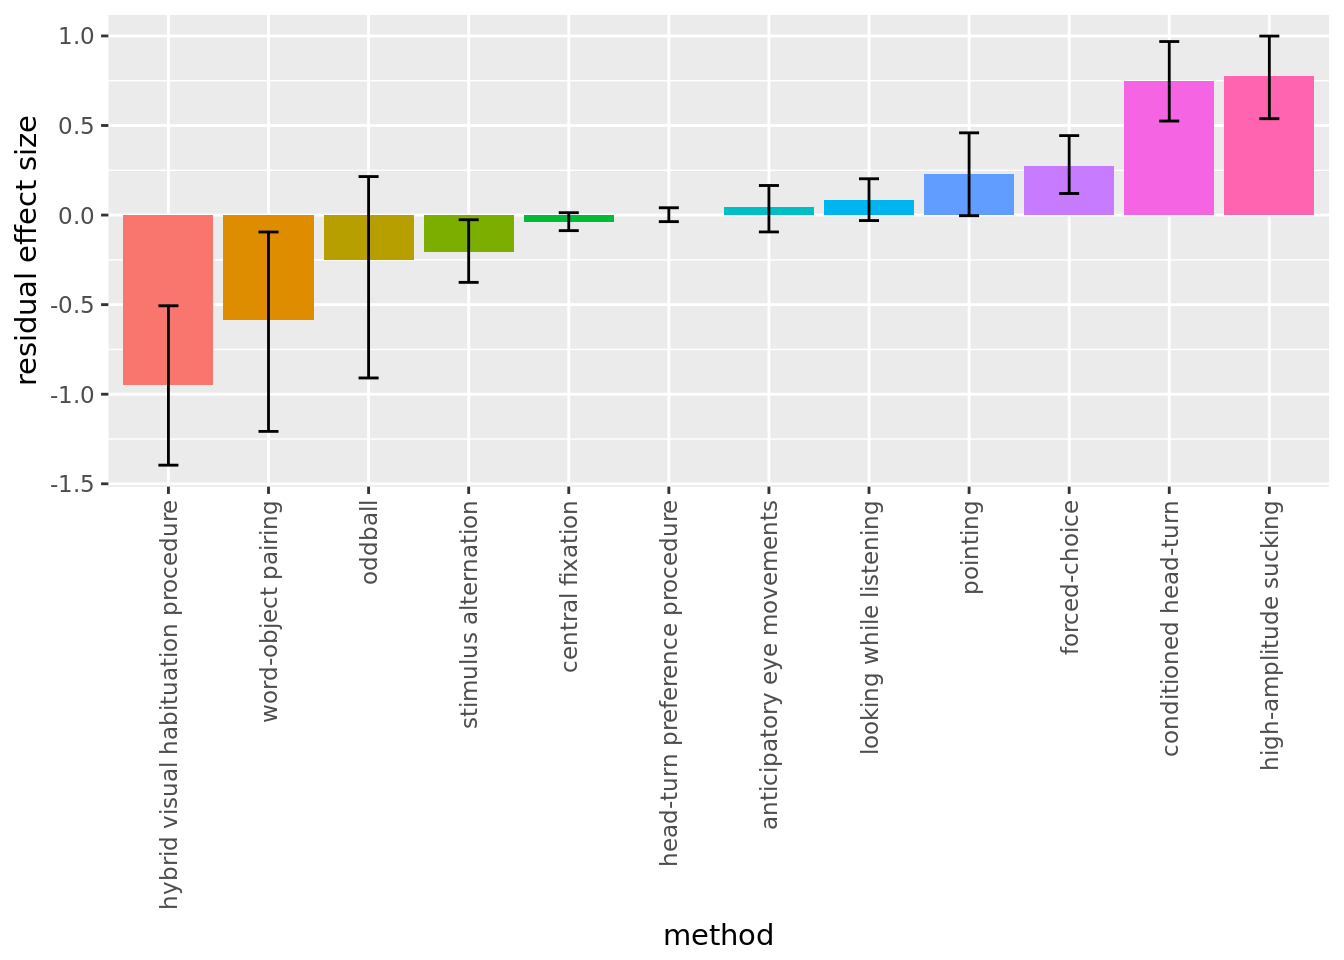 residual effect size
1.0
0.5
0.0
-0.5
-1.0
-1.5
hybrid visual habituation procedure
word-object pairing
oddball
stimulus alternation
central fixation
head-turn preference procedure
anticipatory eye movements
looking while listening
pointing
forced-choice
conditioned head-turn
high-amplitude sucking
method